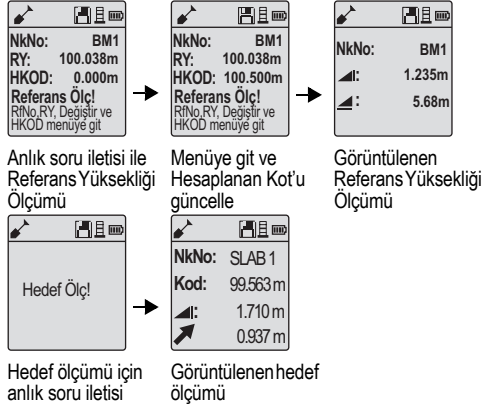 NkNo: BM1
RY: 100.038m
HKOD: 0.000m
Referans Ölç!
RfNo,RY, Değiştir ve
HKOD menüye git
Anlık soru iletisi ile
Referans Yüksekliği
Ölçümü
NkNo: BM1
RY: 100.038m
HKOD: 100.500m
Referans Ölç!
RfNo,RY, Değiştir ve
HKOD menüye git
Menüye git ve
Hesaplanan Kot'u
güncelle
NkNo: BM1
: 1.235m
: 5.68m
Görüntülenen
Referans Yüksekliği
Ölçümü
Hedef Ölç!
Hedef ölçümü için
anlık soru iletisi
NkNo: SLAB 1
Kod: 99.563 m
: 1.710 m
0.937 m
Görüntülenen hedef
ölçümü